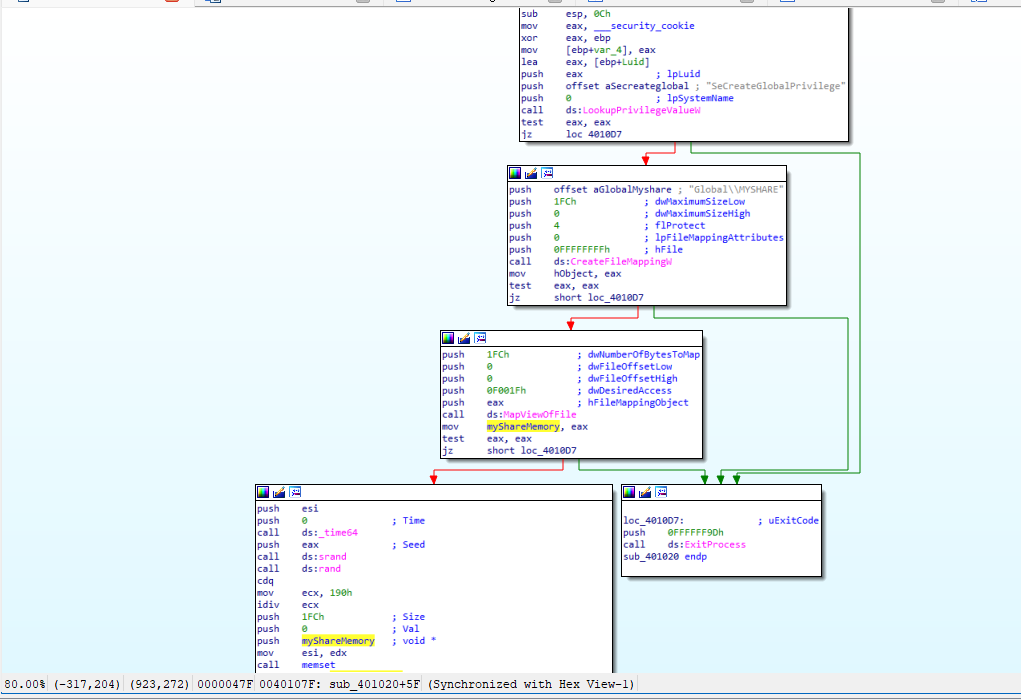 sub esp, 0Ch
mov eax, ___security_cookie
xor eax, ebp
mov [ebp+var_4], eax
lea eax, [ebp+Luid]
push eax ; lpLuid
push offset aSecreateglobal ; "SeCreateGlobalPrivilege"
push 0 ; lpSystemName
call ds:LookupPrivilegeValueW
test eax, eax
jz loc_4010D7
push offset aGlobalMyshare ; "Global\\MYSHARE"
push 1FCh ; dwMaximumSizeLow
push 0 ; dwMaximumSizeHigh
push 4 ; flProtect
push 0 ; lpFileMappingAttributes
push 0FFFFFFFFh ; hFile
call ds:CreateFileMappingW
mov hObject, eax
test eax, eax
jz short loc_4010D7
push 1FCh ; dwNumberOfBytesToMap
push 0 ; dwFileOffsetLow
push 0 ; dwFileOffsetHigh
push 0F001Fh ; dwDesiredAccess
push eax ; hFileMappingObject
call ds:MapViewOfFile
mov myShareMemory, eax
test eax, eax
jz short loc_4010D7
push esi
push 0 ; Time
call ds:_time64
push eax ; Seed
call ds:srand
call ds:rand
cdq
mov ecx, 190h
idiv ecx
push 1FCh ; Size
push 0 ; Val
push myShareMemory ; void *
mov esi, edx
call memset
loc_4010D7: ; uExitCode
push 0FFFFFF9Dh
call ds:ExitProcess
sub_401020 endp
80.00% (-317,204) (923,272) 0000047F 0040107F: sub_401020+5F (Synchronized with Hex View-1)